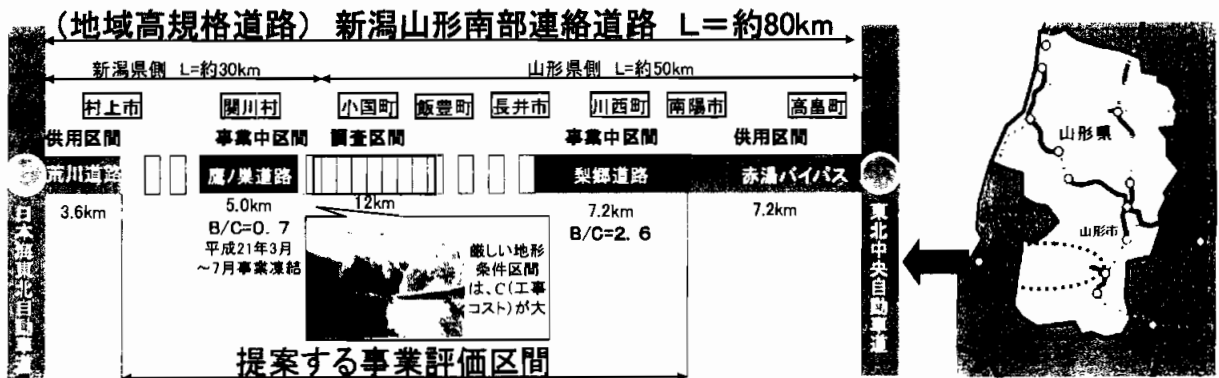 (地域高規格道路) 新潟山形南部連絡道路 L=約80km
新潟県側 L=約30km
山形県側 L=約50km
村上市
関川村
小国町
飯豊町
長井市
川西町
南陽市
高畠町
供用区間
事業中区間
調査区間
事業中区間
供用区間
荒川道路
鷹ノ巣道路
梨郷道路
赤湯バイパス
3.6km
5.0km
12km
7.2km
7.2km
B/C=0.7
平成21年3月
~7月事業凍結
B/C=2.6
厳しい地形
条件区間
は、C(工事
コスト)が大
提案する事業評価区間
東北中央自動車道
山形県
山形市